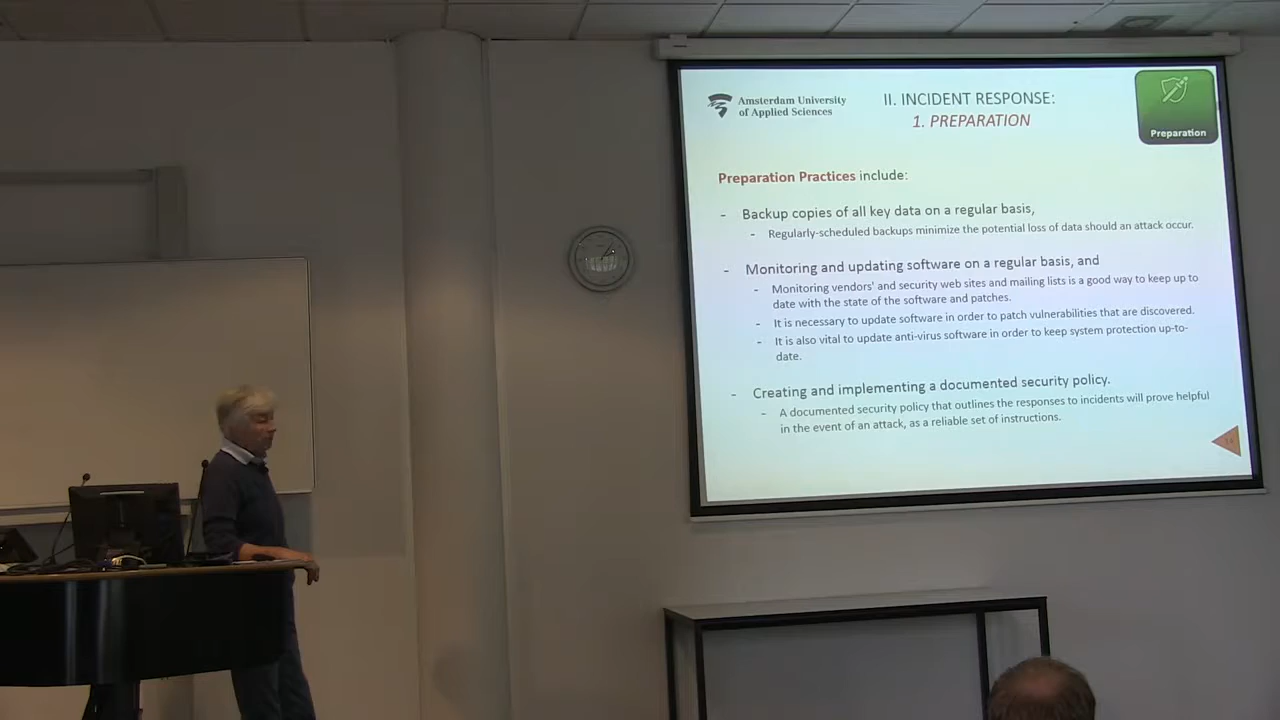 Amsterdam University
of Applied Sciences
II. INCIDENT RESPONSE:
1. PREPARATION
Preparation
Preparation Practices include:
- Backup copies of all key data on a regular basis,
- Regularly-scheduled backups minimize the potential loss of data should an attack occur.
- Monitoring and updating software on a regular basis, and
- Monitoring vendors' and security web sites and mailing lists is a good way to keep up to
date with the state of the software and patches.
- It is necessary to update software in order to patch vulnerabilities that are discovered.
- It is also vital to update anti-virus software in order to keep system protection up-to-
date.
- Creating and implementing a documented security policy.
- A documented security policy that outlines the responses to incidents will prove helpful
in the event of an attack, as a reliable set of instructions.